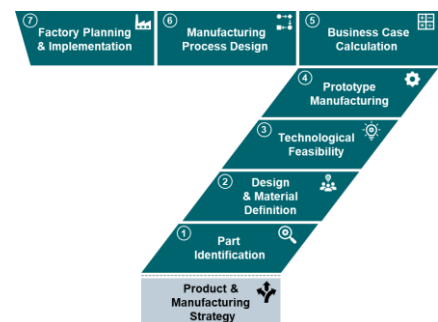 7 Factory Planning
& Implementation
6 Manufacturing
Process Design
5 Business Case
Calculation
4 Prototype
Manufacturing
3 Technological
Feasibility
2 Design
& Material
Definition
1 Part
Identification
Product &
Manufacturing
Strategy